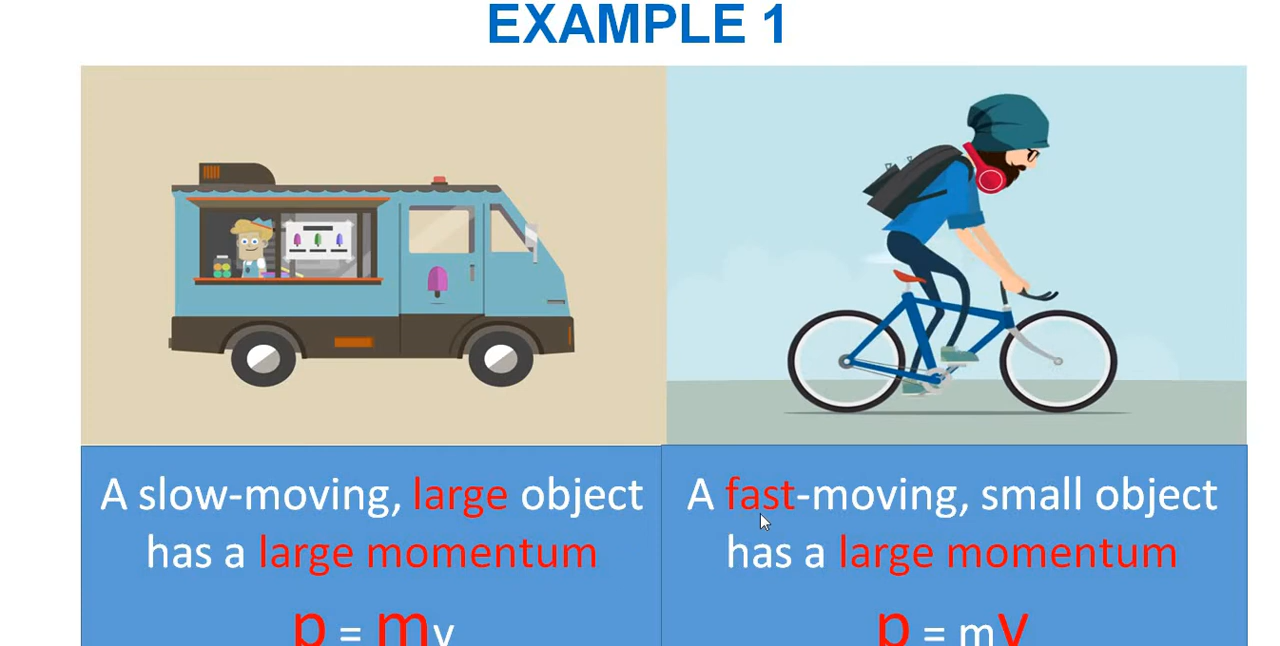 EXAMPLE 1
A slow-moving, large object
has a large momentum
p = mv
A fast-moving, small object
has a large momentum
p = mv